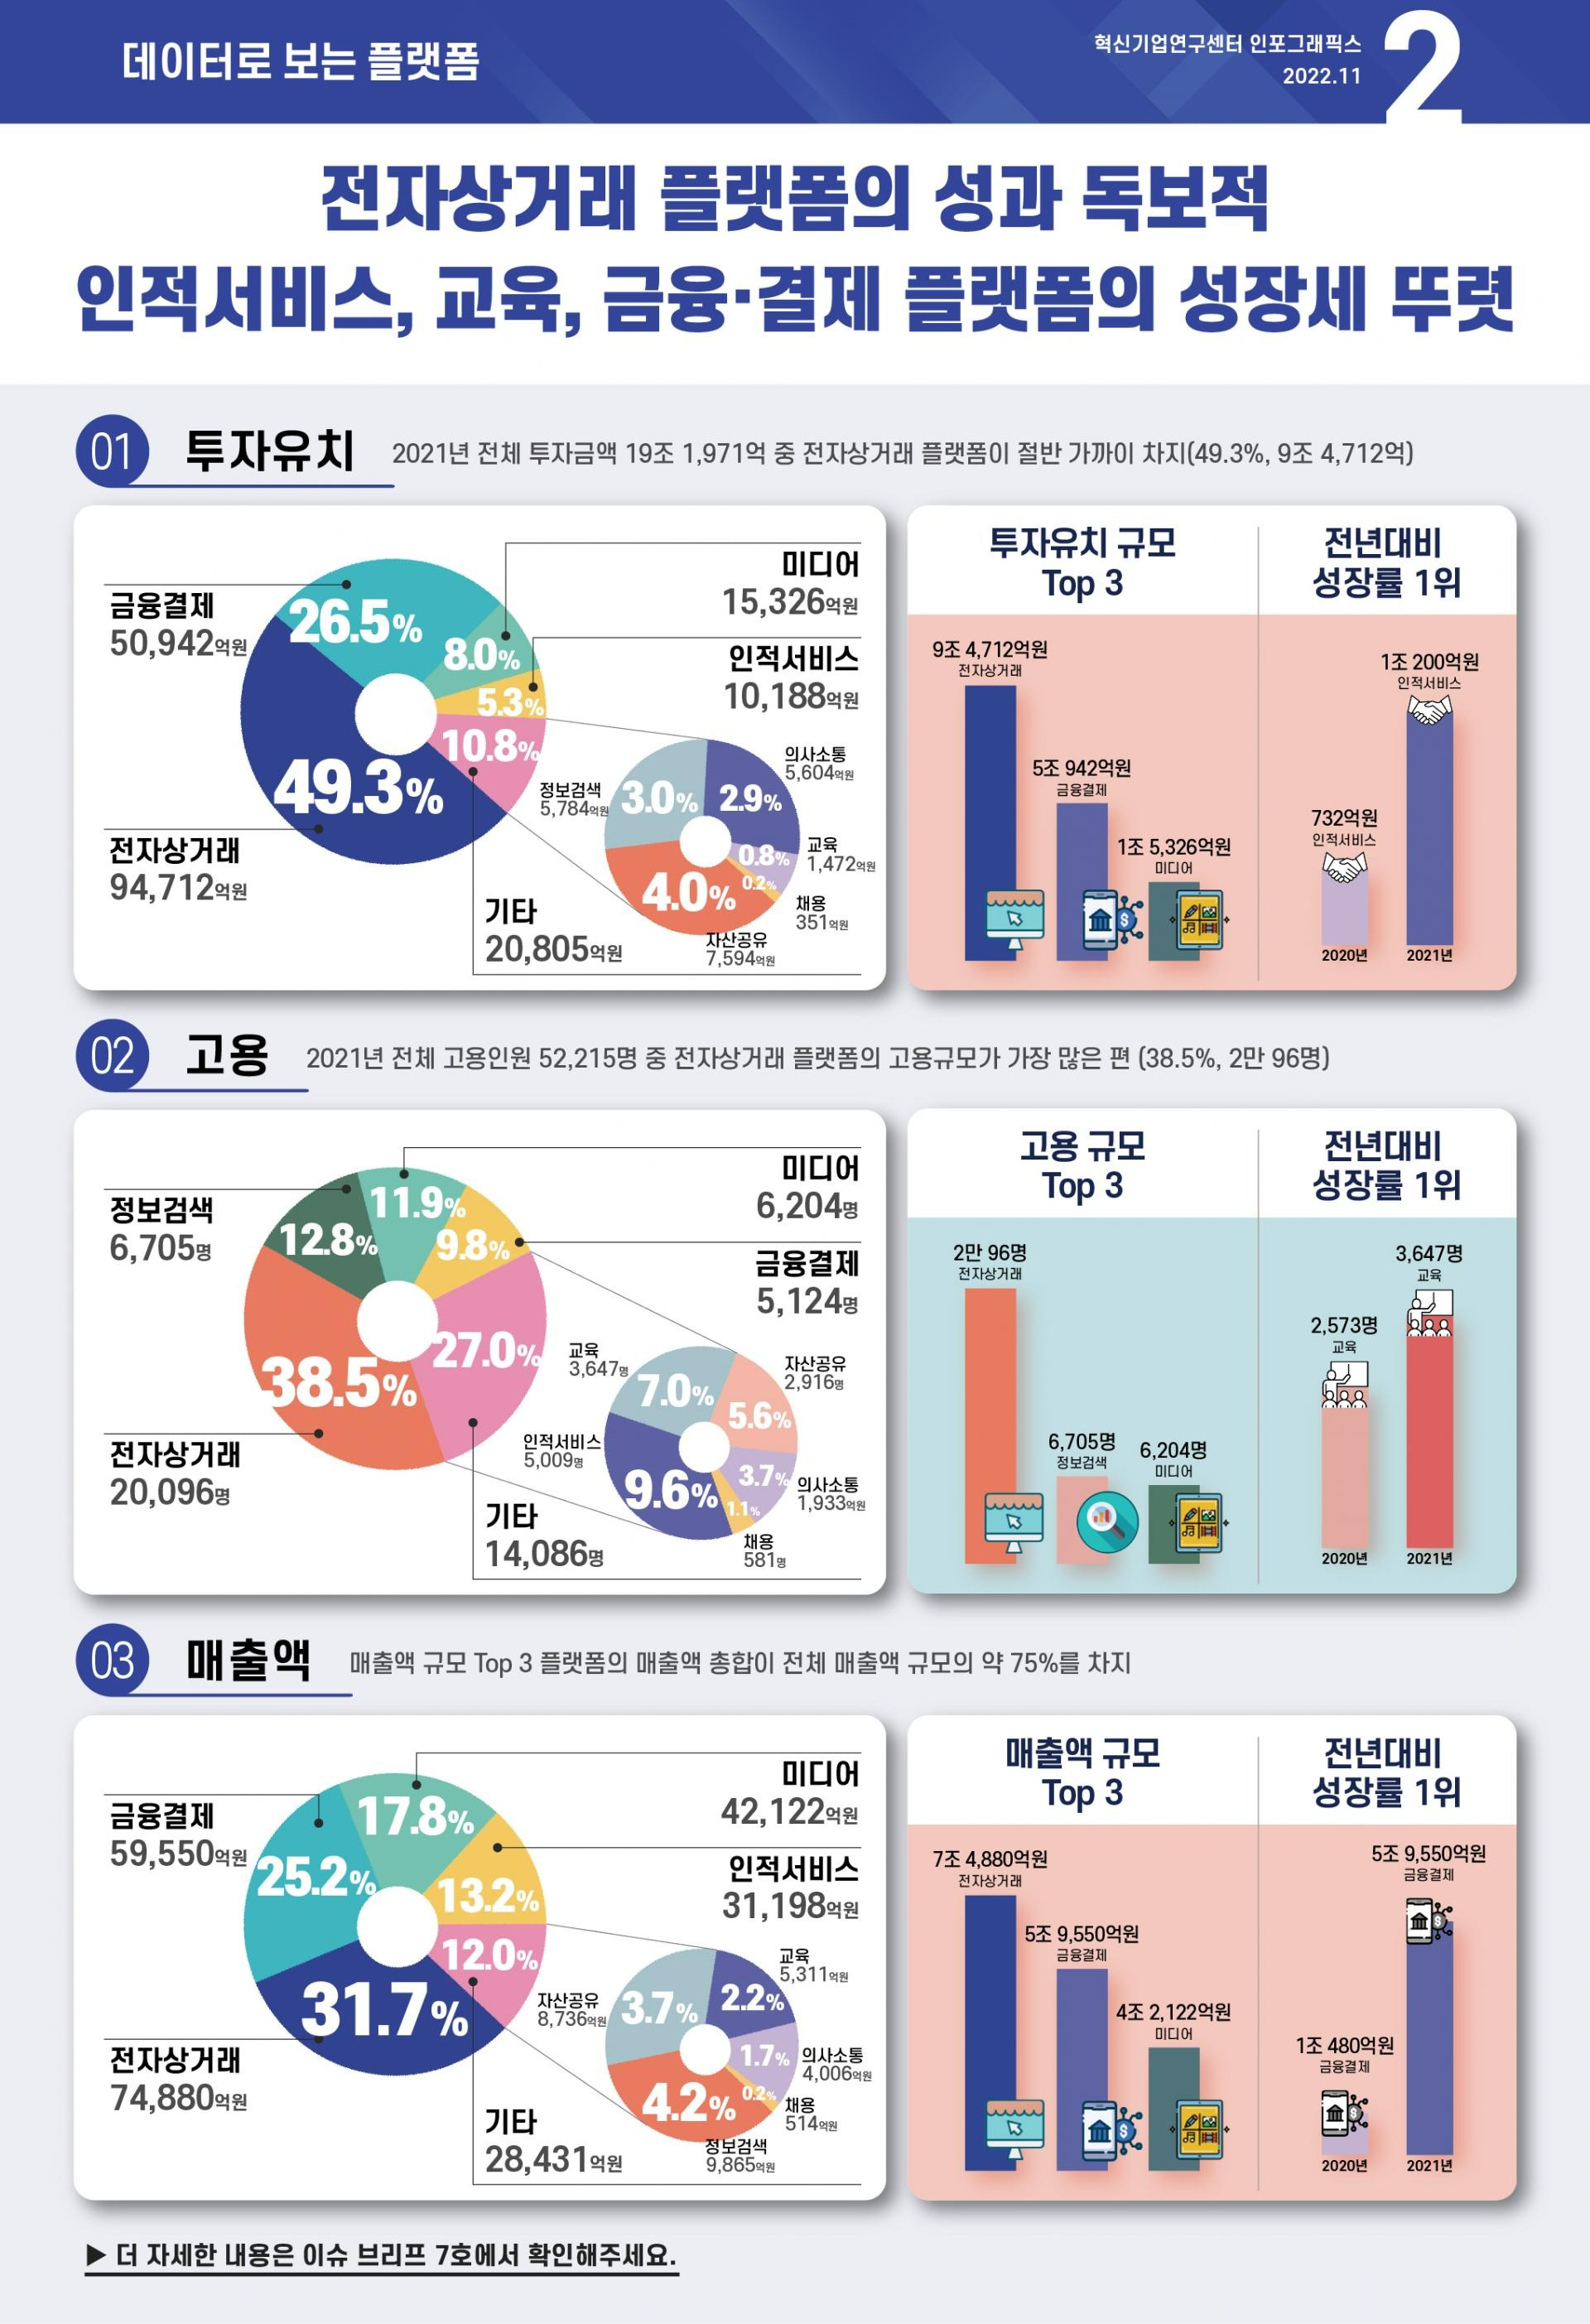 데이터로 보는 플랫폼
혁신기업연구센터 인포그래픽스
2022.11
2
전자상거래 플랫폼의 성과 독보적
인적서비스, 교육, 금융·결제 플랫폼의 성장세 뚜렷
01 투자유치 2021년 전체 투자금액 19조 1,971억 중 전자상거래 플랫폼이 절반 가까이 차지(49.3%, 9조 4,712억)
금융결제
50,942억원
26.5%
8.0%
5.3%
10.8%
49.3%
전자상거래
94,712억원
미디어
15,326억원
인적서비스
10,188억원
기타
20,805억원
정보검색
5,784억원
3.0%
2.9%
의사소통
5,604억원
0.8%
교육
1,472억원
0.2%
채용
351억원
4.0%
자산공유
7,594억원
투자유치 규모
Top 3
9조 4,712억원
전자상거래
5조 942억원
금융결제
1조 5,326억원
미디어
전년대비
성장률 1위
732억원
인적서비스
1조 200억원
인적서비스
2020년
2021년
02 고용 2021년 전체 고용인원 52,215명 중 전자상거래 플랫폼의 고용규모가 가장 많은 편 (38.5%, 2만 96명)
정보검색
6,705명
12.8%
11.9%
9.8%
27.0%
38.5%
전자상거래
20,096명
미디어
6,204명
금융결제
5,124명
기타
14,086명
교육
3,647명
7.0%
자산공유
2,916명
5.6%
인적서비스
5,009명
9.6%
3.7%
의사소통
1,933억원
1.1%
채용
581명
고용 규모
Top 3
2만 96명
전자상거래
6,705명
정보검색
6,204명
미디어
전년대비
성장률 1위
2,573명
교육
3,647명
교육
2020년
2021년
03 매출액 매출액 규모 Top 3 플랫폼의 매출액 총합이 전체 매출액 규모의 약 75%를 차지
금융결제
59,550억원
25.2%
17.8%
13.2%
12.0%
31.7%
전자상거래
74,880억원
미디어
42,122억원
인적서비스
31,198억원
기타
28,431억원
자산공유
8,736억원
3.7%
2.2%
교육
5,311억원
1.7%
의사소통
4,006억원
0.2%
채용
514억원
4.2%
정보검색
9,865억원
매출액 규모
Top 3
7조 4,880억원
전자상거래
5조 9,550억원
금융결제
4조 2,122억원
미디어
전년대비
성장률 1위
1조 480억원
금융결제
5조 9,550억원
금융결제
2020년
2021년
▶ 더 자세한 내용은 이슈 브리프 7호에서 확인해주세요.